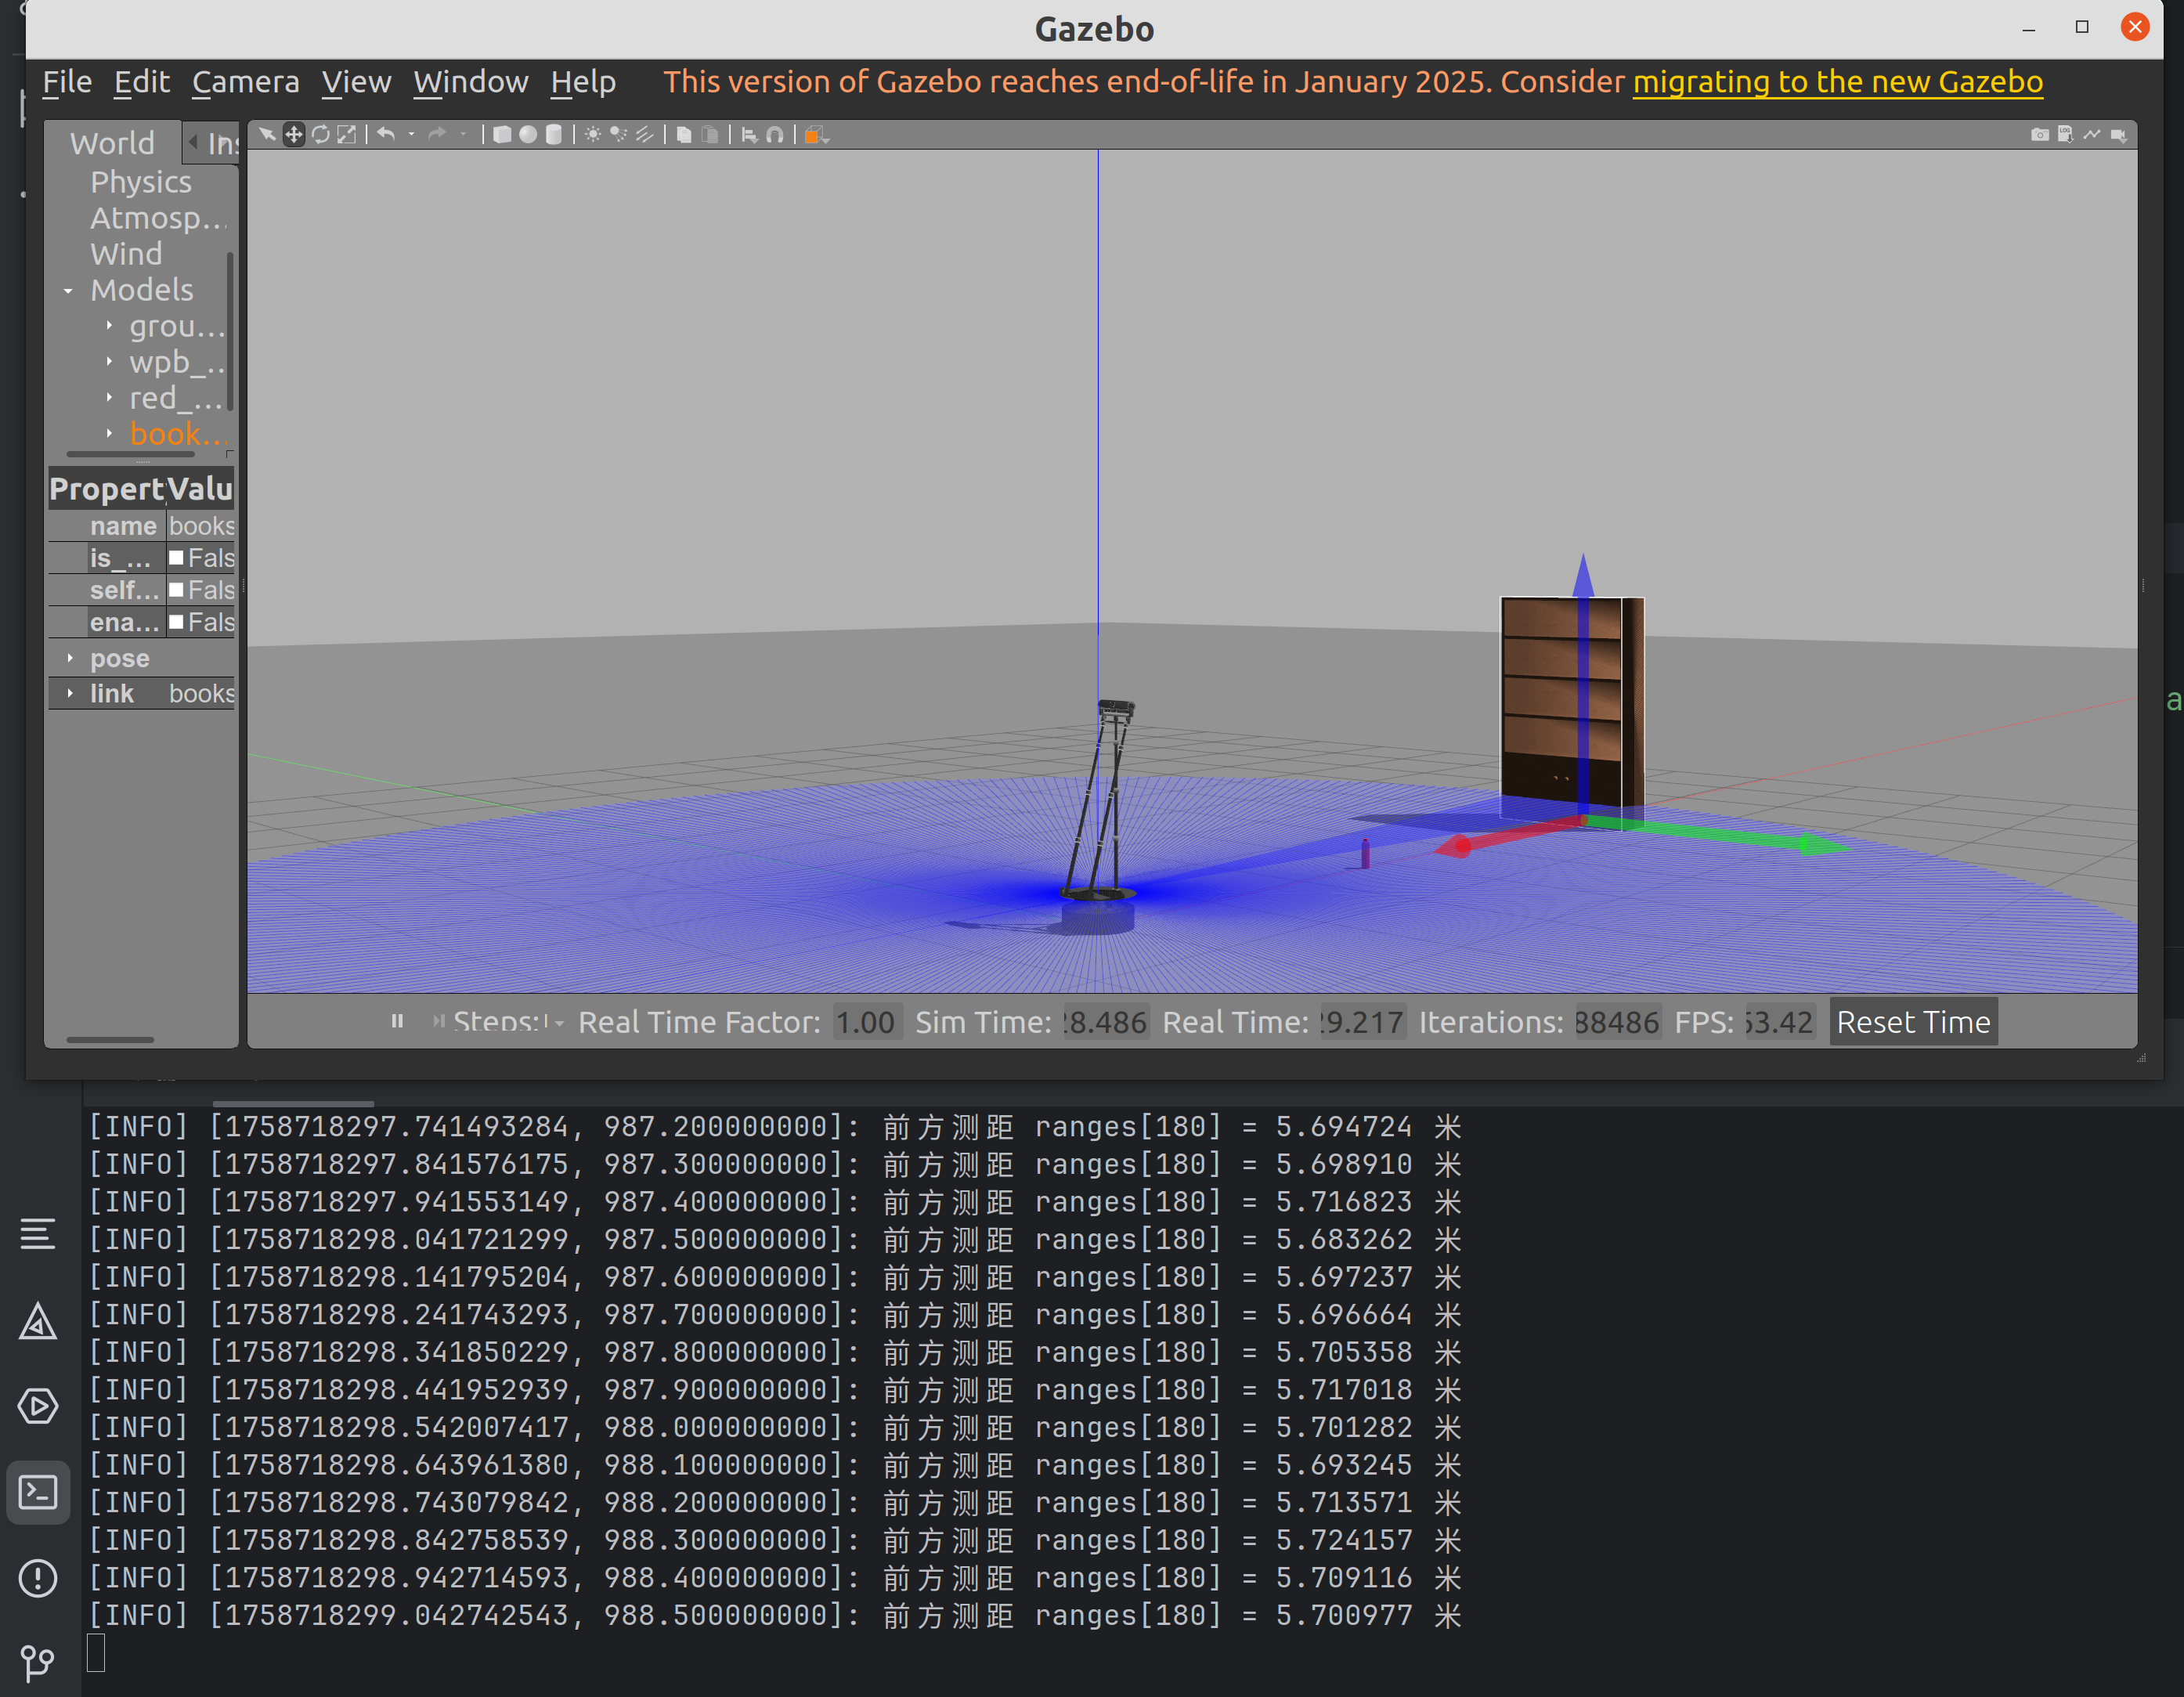 Gazebo
File Edit Camera View Window Help This version of Gazebo reaches end-of-life in January 2025. Consider migrating to the new Gazebo
World Ins
Physics
Atmosp...
Wind
Models
grou...
wpb_...
red_...
book...
Property Valu
name books
is_... Fals
self... Fals
ena... Fals
pose
link books
Steps: Real Time Factor: 1.00 Sim Time: 28.486 Real Time: 29.217 Iterations: 88486 FPS: 53.42 Reset Time
[INFO] [1758718297.741493284, 987.200000000]: 前方测距 ranges[180] = 5.694724 米
[INFO] [1758718297.841576175, 987.300000000]: 前方测距 ranges[180] = 5.698910 米
[INFO] [1758718297.941553149, 987.400000000]: 前方测距 ranges[180] = 5.716823 米
[INFO] [1758718298.041721299, 987.500000000]: 前方测距 ranges[180] = 5.683262 米
[INFO] [1758718298.141795204, 987.600000000]: 前方测距 ranges[180] = 5.697237 米
[INFO] [1758718298.241743293, 987.700000000]: 前方测距 ranges[180] = 5.696664 米
[INFO] [1758718298.341850229, 987.800000000]: 前方测距 ranges[180] = 5.705358 米
[INFO] [1758718298.441952939, 987.900000000]: 前方测距 ranges[180] = 5.717018 米
[INFO] [1758718298.542007417, 988.000000000]: 前方测距 ranges[180] = 5.701282 米
[INFO] [1758718298.643961380, 988.100000000]: 前方测距 ranges[180] = 5.693245 米
[INFO] [1758718298.743079842, 988.200000000]: 前方测距 ranges[180] = 5.713571 米
[INFO] [1758718298.842758539, 988.300000000]: 前方测距 ranges[180] = 5.724157 米
[INFO] [1758718298.942714593, 988.400000000]: 前方测距 ranges[180] = 5.709116 米
[INFO] [1758718299.042742543, 988.500000000]: 前方测距 ranges[180] = 5.700977 米